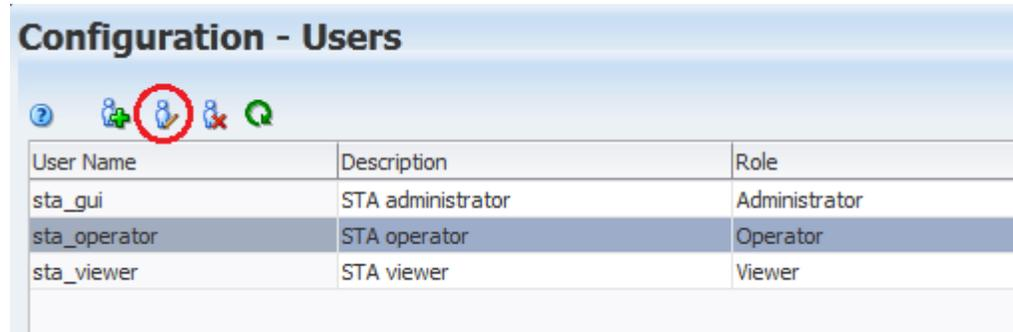 Configuration - Users
?
User Name Description Role
sta_gui STA administrator Administrator
sta_operator STA operator Operator
sta_viewer STA viewer Viewer